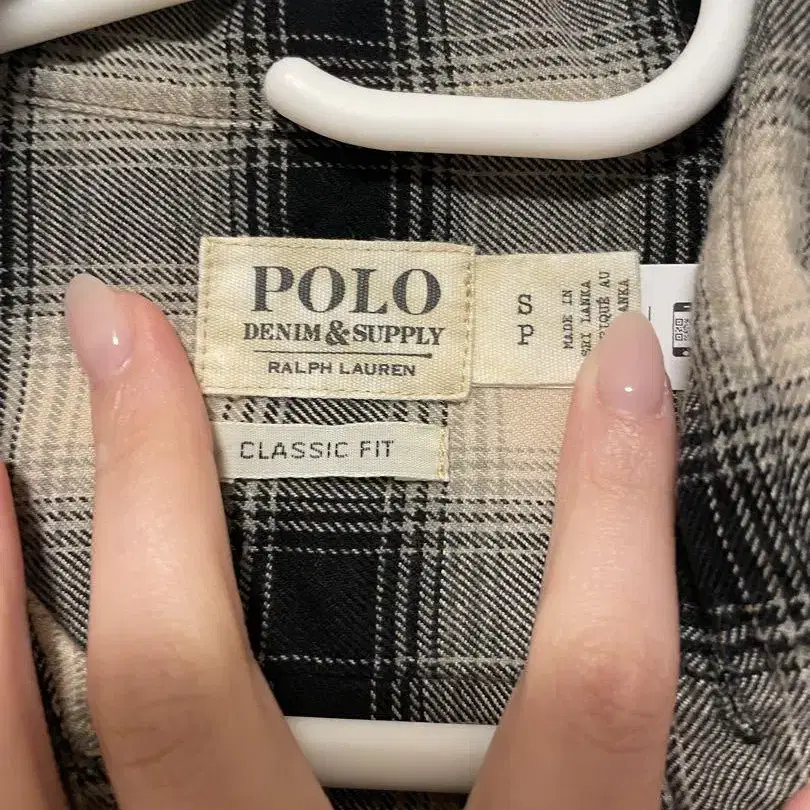 POLO
DENIM & SUPPLY
RALPH LAUREN
S
P
MADE IN
SRI LANKA
CLASSIC FIT